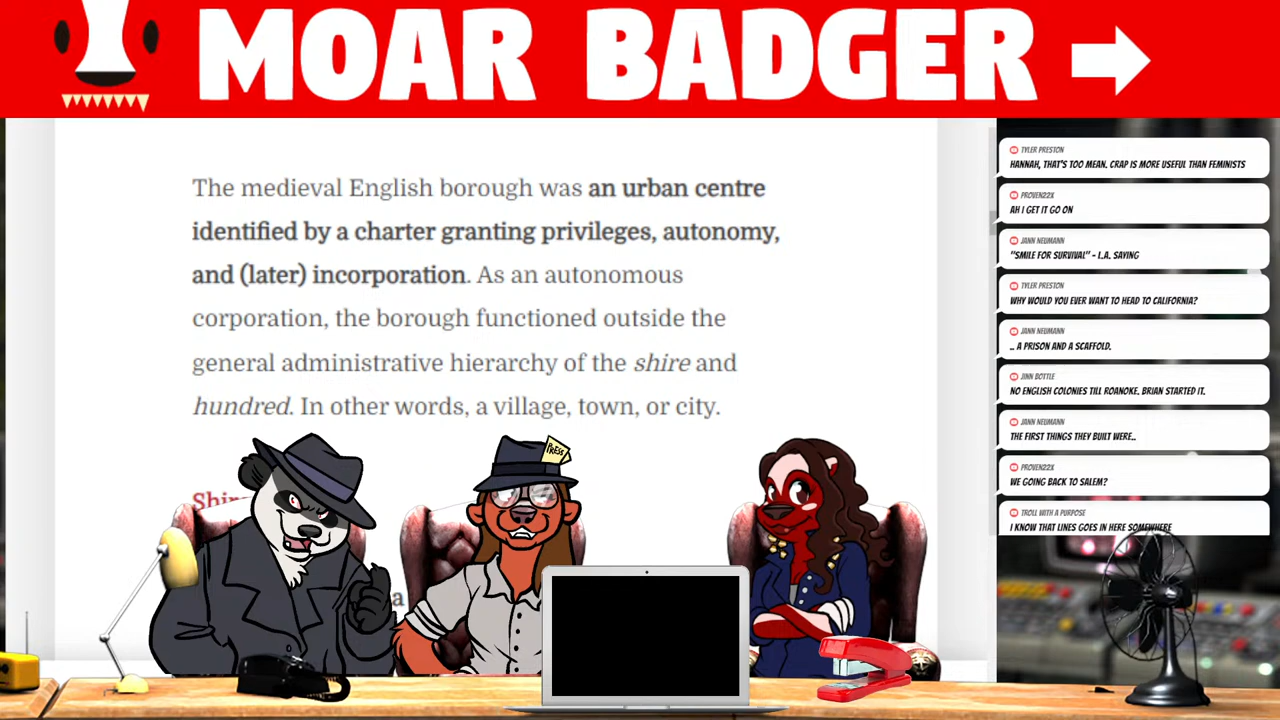 MOAR BADGER
The medieval English borough was an urban centre
identified by a charter granting privileges, autonomy,
and (later) incorporation. As an autonomous
corporation, the borough functioned outside the
general administrative hierarchy of the shire and
hundred. In other words, a village, town, or city.
PRESS
a
TYLER PRESTON
HANNAH, THAT'S TOO MEAN. CRAP IS MORE USEFUL THAN FEMINISTS
PROVEN22X
AH I GET IT GO ON
JANN NEUMANN
"SMILE FOR SURVIVAL" - L.A. SAYING
TYLER PRESTON
WHY WOULD YOU EVER WANT TO HEAD TO CALIFORNIA?
JANN NEUMANN
.. A PRISON AND A SCAFFOLD.
JINN BOTTLE
NO ENGLISH COLONIES TILL ROANOKE. BRIAN STARTED IT.
JANN NEUMANN
THE FIRST THINGS THEY BUILT WERE..
PROVEN22X
WE GOING BACK TO SALEM?
TROLL WITH A PURPOSE
I KNOW THAT LINES GOES IN HERE SOMEWHERE